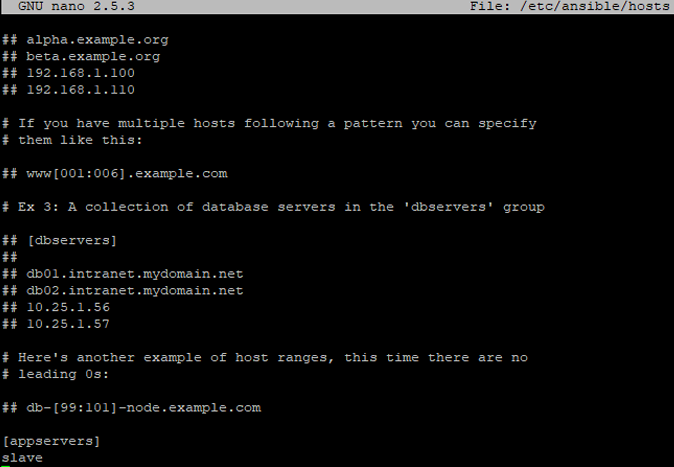 GNU nano 2.5.3 File: /etc/ansible/hosts
## alpha.example.org
## beta.example.org
## 192.168.1.100
## 192.168.1.110
# If you have multiple hosts following a pattern you can specify
# them like this:
## www[001:006].example.com
# Ex 3: A collection of database servers in the 'dbservers' group
## [dbservers]
##
## db01.intranet.mydomain.net
## db02.intranet.mydomain.net
## 10.25.1.56
## 10.25.1.57
# Here's another example of host ranges, this time there are no
# leading 0s:
## db-[99:101]-node.example.com
[appservers]
slave